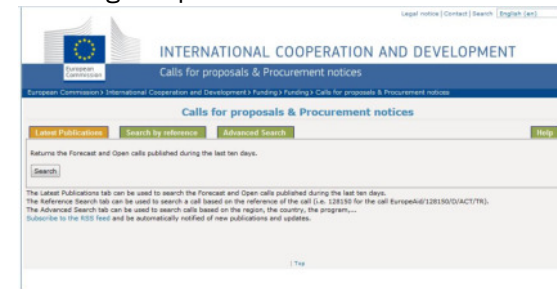 Legal notice | Contact | Search English (en)
INTERNATIONAL COOPERATION AND DEVELOPMENT
European
Commission
Calls for proposals & Procurement notices
European Commission > International Cooperation and Development > Funding > Funding > Calls for proposals & Procurement notices
Calls for proposals & Procurement notices
Latest Publications Search by reference Advanced Search Help
Returns the Forecast and Open calls published during the last ten days.
Search
The Latest Publications tab can be used to search the Forecast and Open calls published during the last ten days.
The Reference Search tab can be used to search a call based on the reference of the call (i.e. 128150 for the call EuropeAid/128150/D/ACT/TR).
The Advanced Search tab can be used to search calls based on the region, the country, the program,...
Subscribe to the RSS feed and be automatically notified of new publications and updates.
| Top